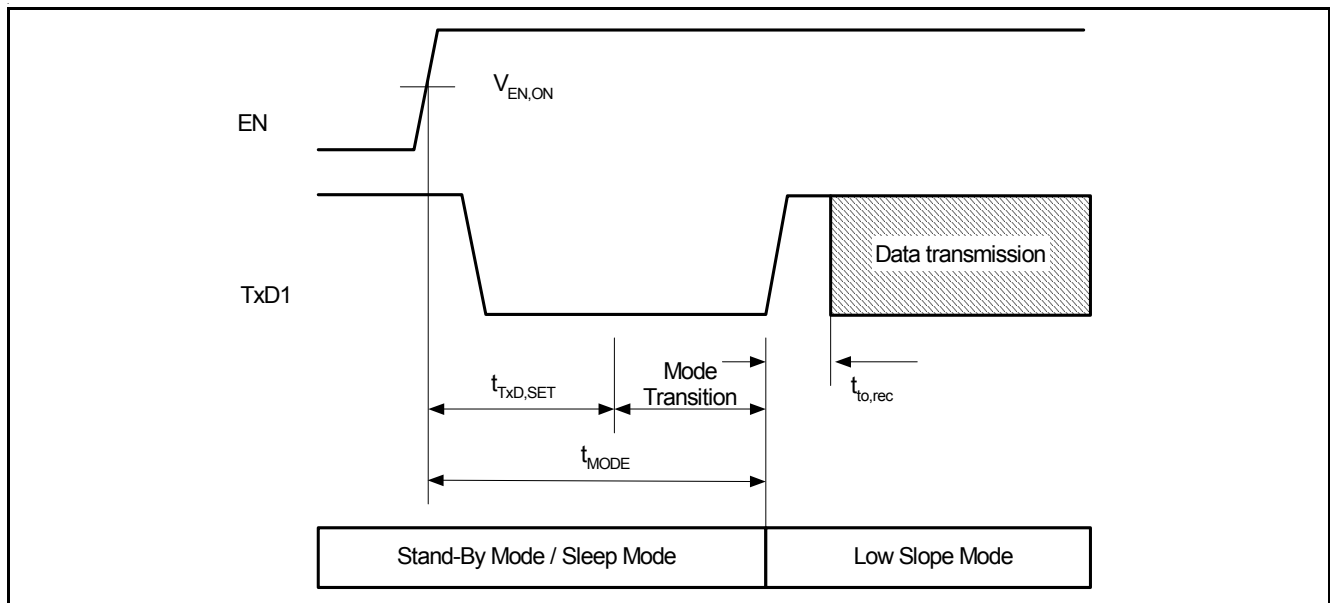 V_EN,ON
EN
Data transmission
TxD1
Mode
Transition
t_TxD,SET
t_to,rec
t_MODE
Stand-By Mode / Sleep Mode
Low Slope Mode